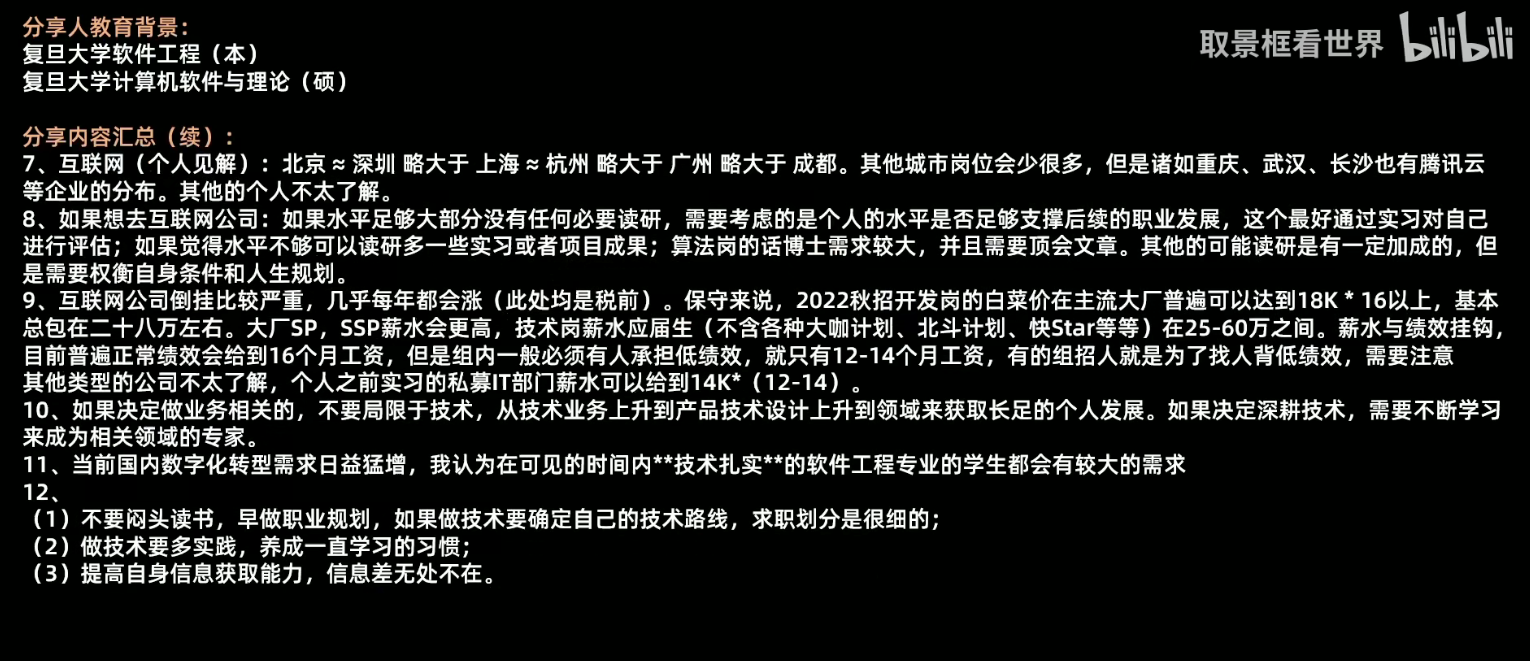 分享人教育背景：
取景框看世界 bilibili
复旦大学软件工程（本）
复旦大学计算机软件与理论（硕）
分享内容汇总（续）：
7、互联网（个人见解）：北京 ≈ 深圳 略大于 上海 ≈ 杭州 略大于 广州 略大于 成都。其他城市岗位会少很多，但是诸如重庆、武汉、长沙也有腾讯云
等企业的分布。其他的个人不太了解。
8、如果想去互联网公司：如果水平足够大部分没有任何必要读研，需要考虑的是个人的水平是否足够支撑后续的职业发展，这个最好通过实习对自己
进行评估；如果觉得水平不够可以读研多一些实习或者项目成果；算法岗的话博士需求较大，并且需要顶会文章。其他的可能读研是有一定加成的，但
是需要权衡自身条件和人生规划。
9、互联网公司倒挂比较严重，几乎每年都会涨（此处均是税前）。保守来说，2022秋招开发岗的白菜价在主流大厂普遍可以达到18K * 16以上，基本
总包在二十八万左右。大厂SP，SSP薪水会更高，技术岗薪水应届生（不含各种大咖计划、北斗计划、快Star等等）在25-60万之间。薪水与绩效挂钩，
目前普遍正常绩效会给到16个月工资，但是组内一般必须有人承担低绩效，就只有12-14个月工资，有的组招人就是为了找人背低绩效，需要注意
其他类型的公司不太了解，个人之前实习的私募IT部门薪水可以给到14K*（12-14）。
10、如果决定做业务相关的，不要局限于技术，从技术业务上升到产品技术设计上升到领域来获取长足的个人发展。如果决定深耕技术，需要不断学习
来成为相关领域的专家。
11、当前国内数字化转型需求日益猛增，我认为在可见的时间内**技术扎实**的软件工程专业的学生都会有较大的需求
12、
（1）不要闷头读书，早做职业规划，如果做技术要确定自己的技术路线，求职划分是很细的；
（2）做技术要多实践，养成一直学习的习惯；
（3）提高自身信息获取能力，信息差无处不在。